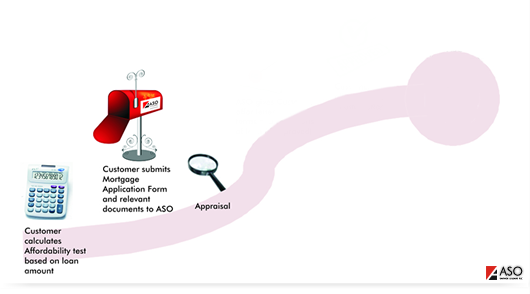 ASO
Customer submits
Mortgage
Application Form
and relevant
documents to ASO
Appraisal
Customer
calculates
Affordability test
based on loan
amount
ASO